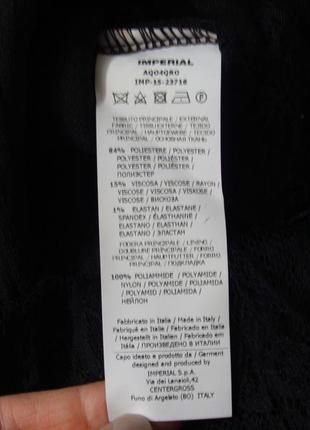 IMPERIAL
AQ04QRO
IMP-15-23716
TESSUTO PRINCIPALE / EXTERNAL
FABRIC / TISSU EXTERNE / TEJIDO
PRINCIPAL / HAUPTGEWEBE / TECIDO
PRINCIPAL / ОСНОВНАЯ ТКАНЬ
84% POLIESTERE / POLYESTER /
POLYESTER / POLIÉSTER /
POLYESTER / POLIÉSTER /
ПОЛИЭСТЕР
15% VISCOSA / VISCOSE / RAYON
/ VISCOSE / VISCOSA / VISKOSE /
VISCOSE / ВИСКОЗА
1% ELASTAN / ELASTANE /
SPANDEX / ÉLASTHANNE /
ELASTANO / ELASTHAN /
ELASTANO / ЭЛАСТАН
FODERA PRINCIPALE / LINING /
DOUBLURE PRINCIPALE / FORRO
PRINCIPAL / HAUPTFUTTER / FORRO
PRINCIPAL / ПОДКЛАДКА
100% POLIAMMIDE / POLYAMIDE /
NYLON / POLYAMIDE / POLIAMIDA
/ POLYAMID / POLIAMIDA /
НЕЙЛОН
Fabbricato in Italia / Made in Italy /
Fabriqué en Italie / Fabricado en Italia
/ Hergestellt in Italien / Fabricado em
Itália / ПРОИЗВЕДЕНО В ИТАЛИИ
Capo ideato e prodotto da / Garment
designed and produced by
IMPERIAL S.p.A.
Via dei Lanaioli,42
CENTERGROSS
Funo di Argelato (BO) ITALY